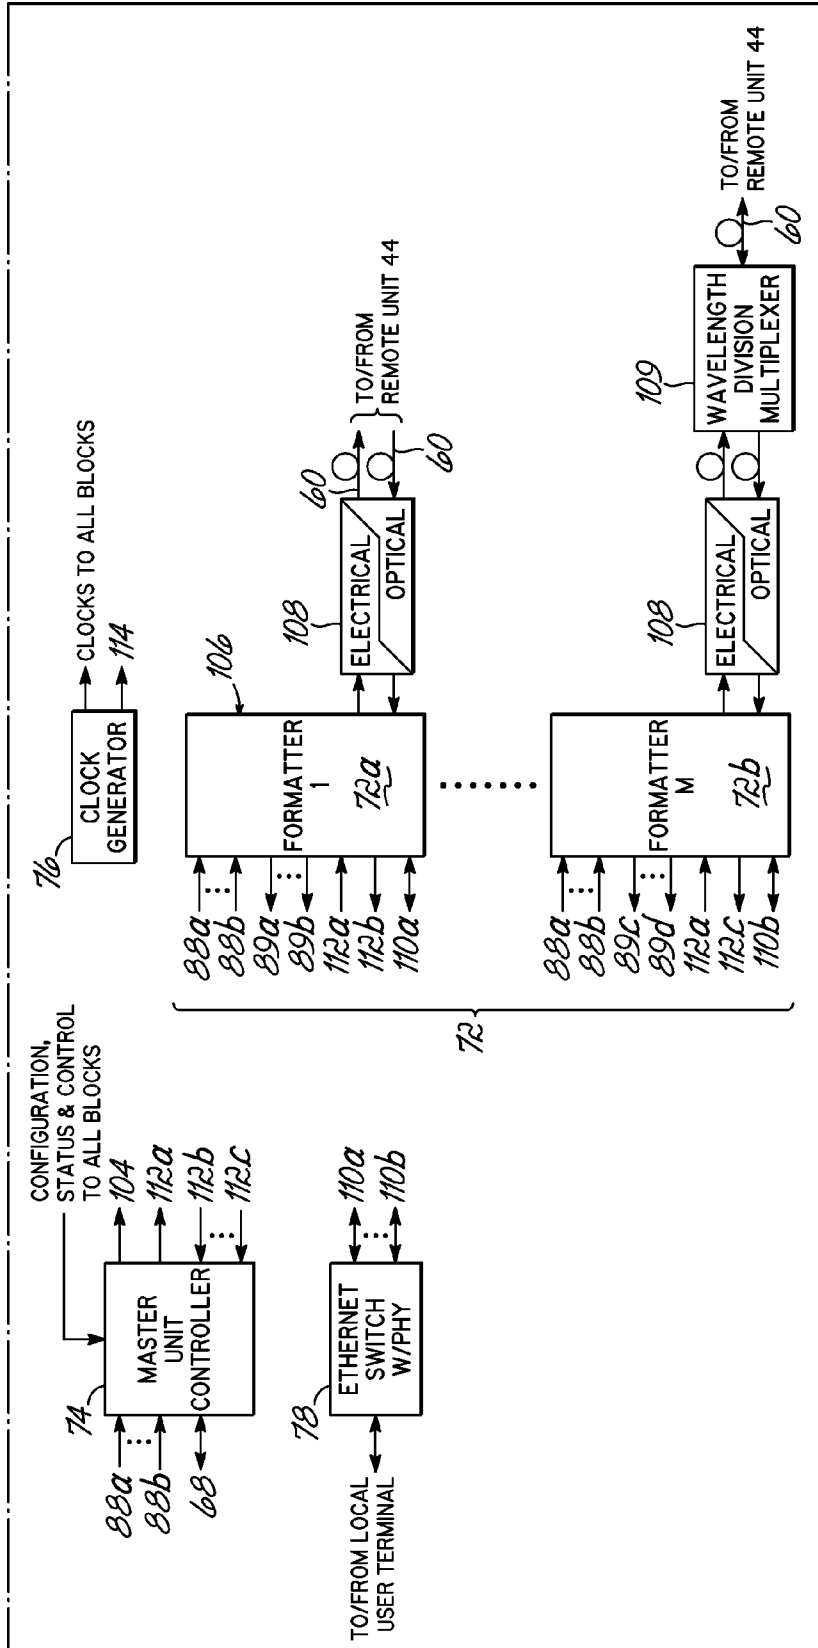 CONFIGURATION,
STATUS & CONTROL
TO ALL BLOCKS
74
MASTER
UNIT
CONTROLLER
88a
...
88b
68
104
112a
112b
...
112c
78
ETHERNET
SWITCH
W/PHY
TO/FROM LOCAL
USER TERMINAL
110a
...
110b
76
CLOCK
GENERATOR
CLOCKS TO ALL BLOCKS
114
72
106
FORMATTER
1
72a
88a
...
88b
89a
...
89b
112a
112b
110a
108
ELECTRICAL
OPTICAL
60
60
TO/FROM
REMOTE UNIT 44
.......
FORMATTER
M
72b
88a
...
88b
89c
...
89d
112a
112c
110b
108
ELECTRICAL
OPTICAL
109
WAVELENGTH
DIVISION
MULTIPLEXER
60
TO/FROM
REMOTE UNIT 44